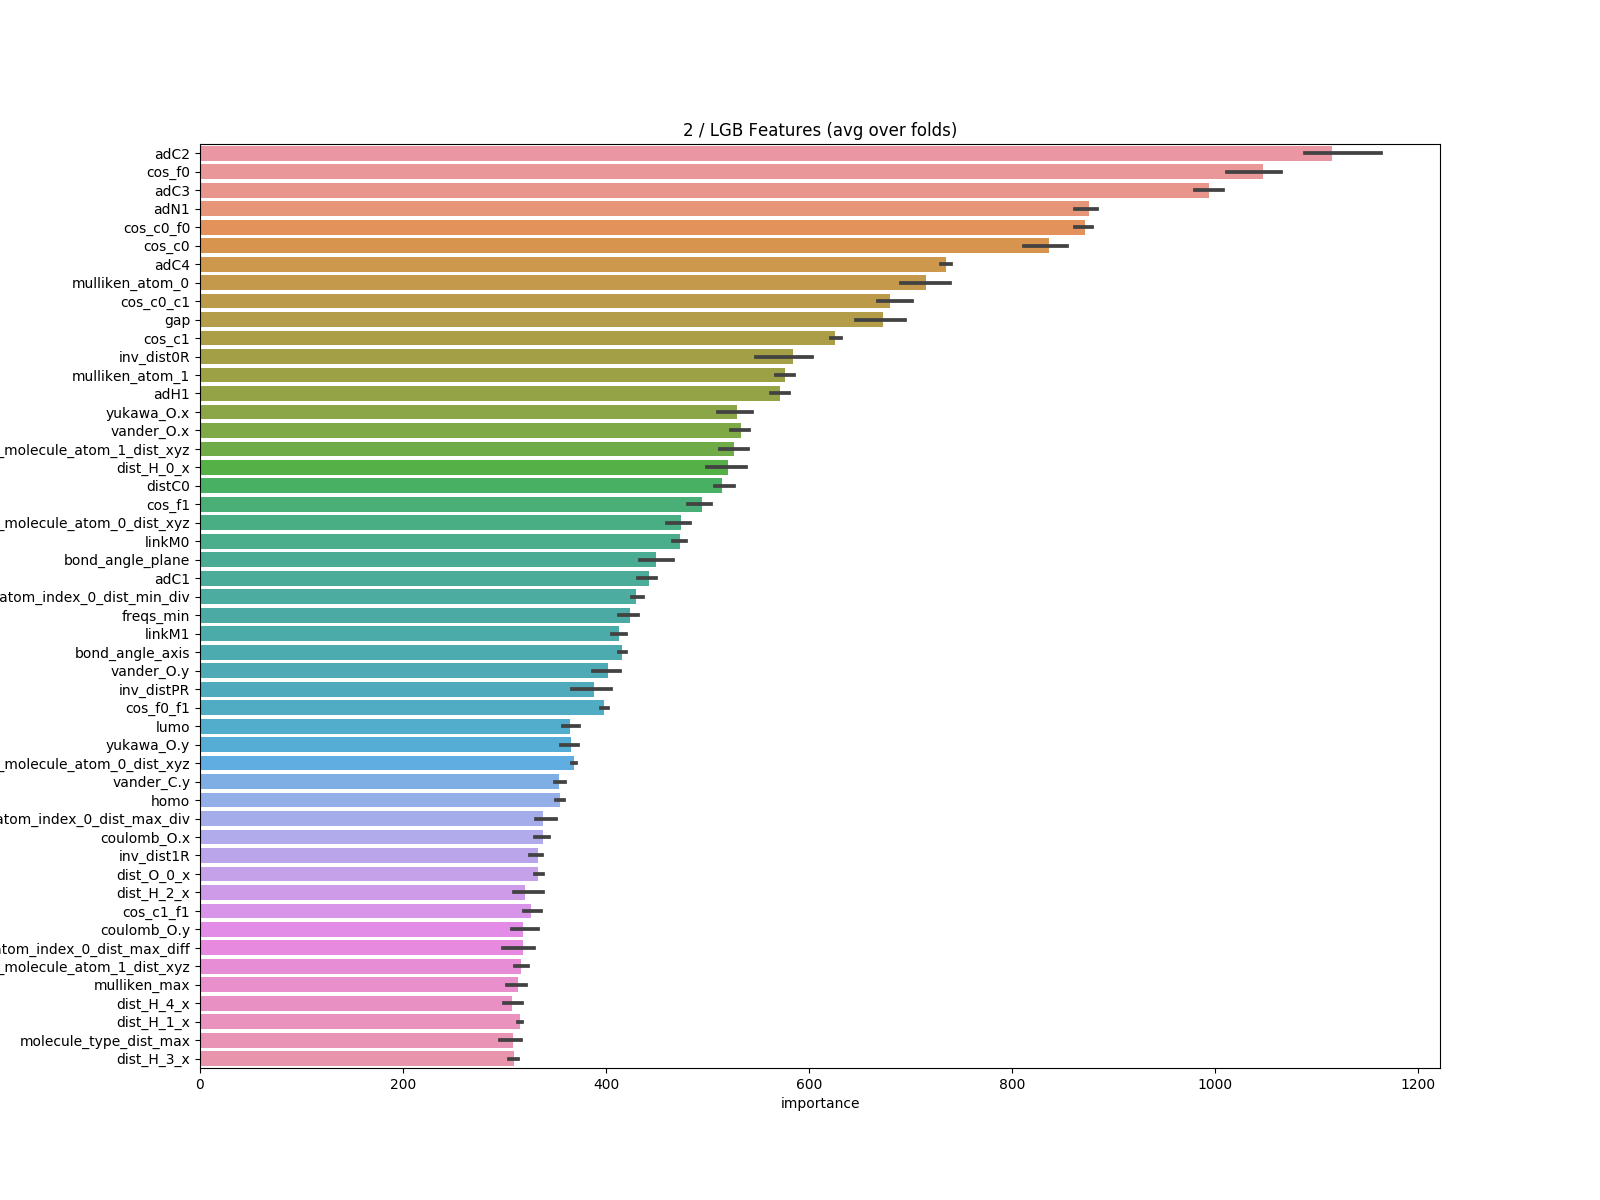 2 / LGB Features (avg over folds)
adC2
cos_f0
adC3
adN1
cos_c0_f0
cos_c0
adC4
mulliken_atom_0
cos_c0_c1
gap
cos_c1
inv_dist0R
mulliken_atom_1
adH1
yukawa_O.x
vander_O.x
_molecule_atom_1_dist_xyz
dist_H_0_x
distC0
cos_f1
_molecule_atom_0_dist_xyz
linkM0
bond_angle_plane
adC1
atom_index_0_dist_min_div
freqs_min
linkM1
bond_angle_axis
vander_O.y
inv_distPR
cos_f0_f1
lumo
yukawa_O.y
_molecule_atom_0_dist_xyz
vander_C.y
homo
atom_index_0_dist_max_div
coulomb_O.x
inv_dist1R
dist_O_0_x
dist_H_2_x
cos_c1_f1
coulomb_O.y
atom_index_0_dist_max_diff
_molecule_atom_1_dist_xyz
mulliken_max
dist_H_4_x
dist_H_1_x
molecule_type_dist_max
dist_H_3_x
0 200 400 600 800 1000 1200
importance